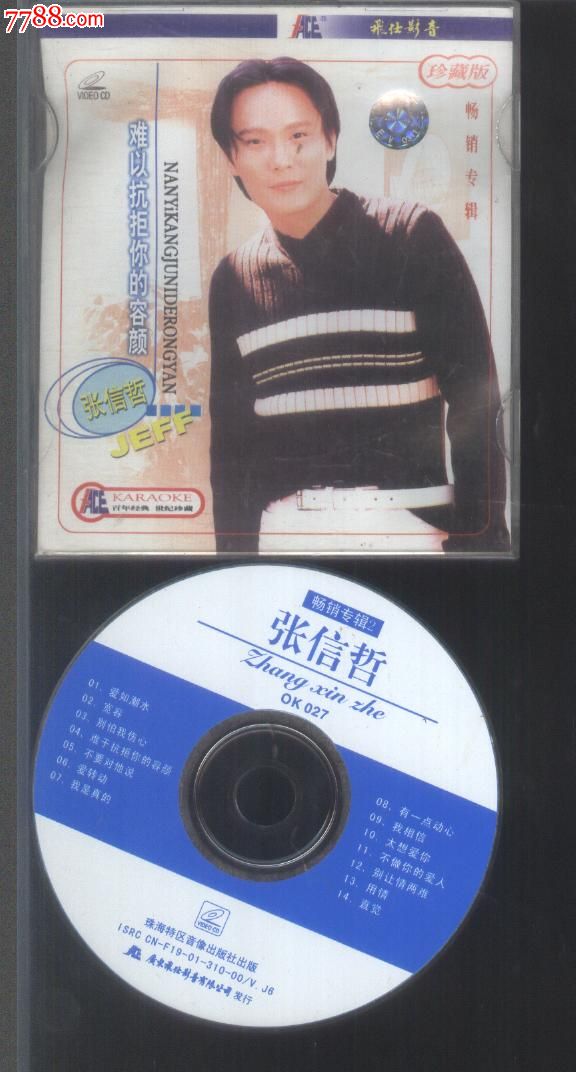 7788.com
ACE 飛仕影音
VIDEO CD
珍藏版
畅销专辑
难以抗拒你的容颜
NANYiKANGJUNIDERONGYAN
张信哲
JEFF
ACE KARAOKE
百年经典 世纪珍藏
畅销专辑2
张信哲
Zhang xin zhe
OK 027
01. 爱如潮水
02. 宽容
03. 别怕我伤心
04. 难于抗拒你的容颜
05. 不要对他说
06. 爱转动
07. 我是真的
08. 有一点动心
09. 我相信
10. 太想爱你
11. 不做你的爱人
12. 别让情两难
13. 用情
14. 直觉
VIDEO CD
珠海特区音像出版社出版
ISRC CN-F19-01-310-00/V.J6
广东飛仕影音有限公司 发行